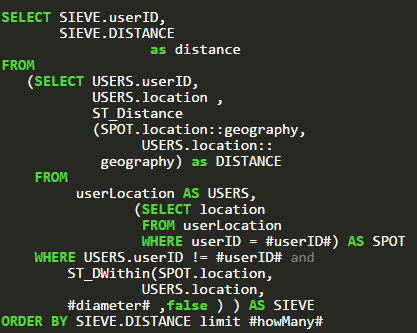 SELECT SIEVE.userID,
SIEVE.DISTANCE
as distance
FROM
(SELECT USERS.userID,
USERS.location ,
ST_Distance
(SPOT.location::geography,
USERS.location::
geography) as DISTANCE
FROM
userLocation AS USERS,
(SELECT location
FROM userLocation
WHERE userID = #userID#) AS SPOT
WHERE USERS.userID != #userID# and
ST_DWithin(SPOT.location,
USERS.location,
#diameter# ,false ) ) AS SIEVE
ORDER BY SIEVE.DISTANCE limit #howMany#